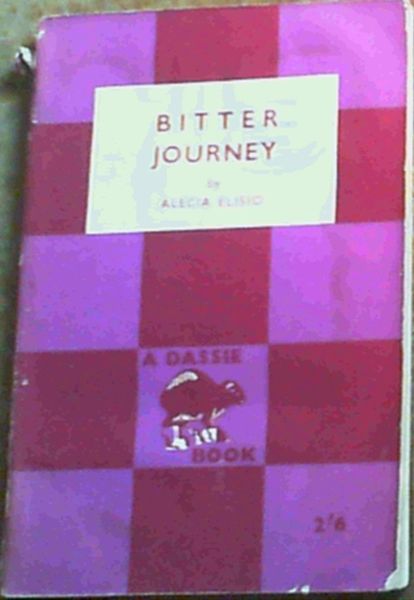 BITTER
JOURNEY
by
ALECIA ELISIO
A DASSIE
BOOK
2'6